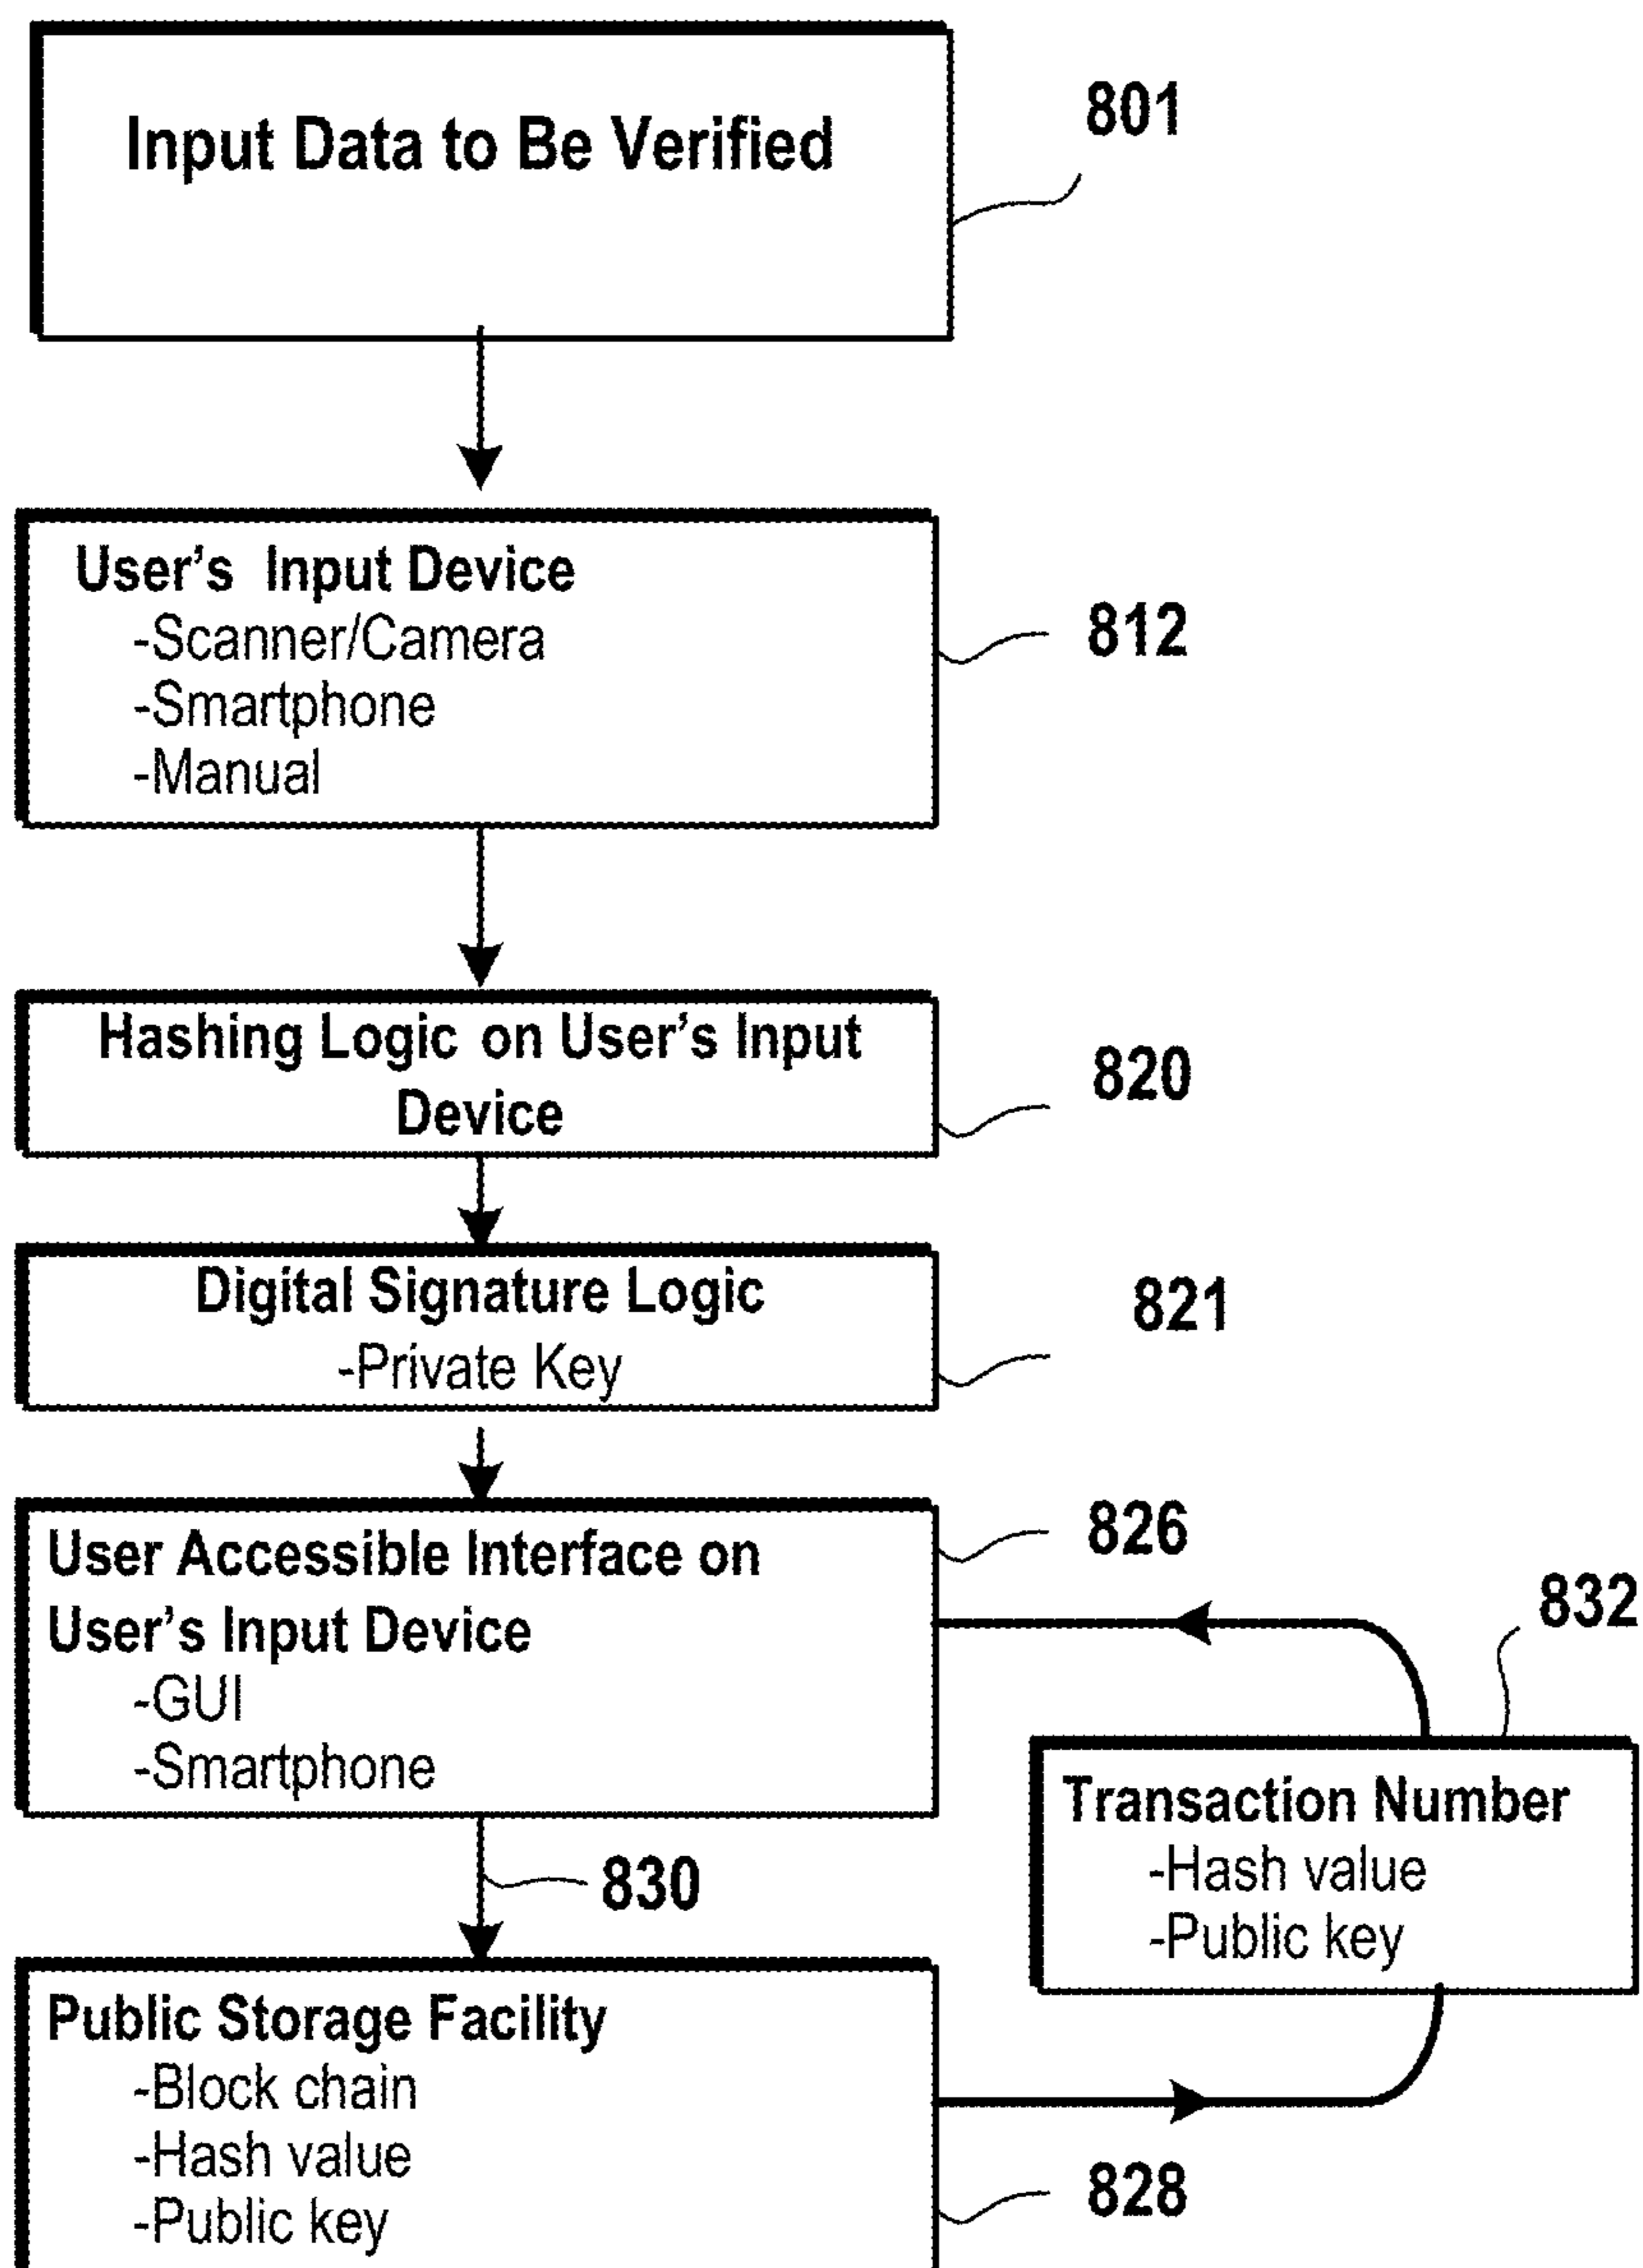 Input Data to Be Verified
801
User's Input Device
-Scanner/Camera
-Smartphone
-Manual
812
Hashing Logic on User's Input
Device
820
Digital Signature Logic
-Private Key
821
User Accessible Interface on
User's Input Device
-GUI
-Smartphone
826
832
Transaction Number
-Hash value
-Public key
830
Public Storage Facility
-Block chain
-Hash value
-Public key
828